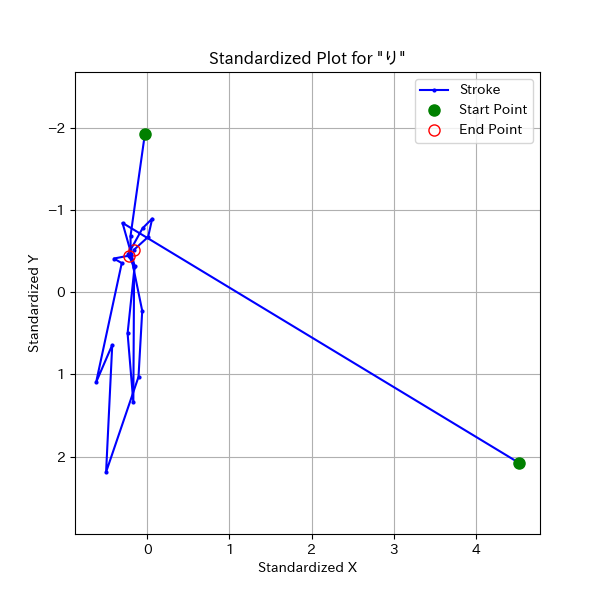 Standardized Plot for "り"
Stroke
Start Point
End Point
Standardized Y
−2
−1
0
1
2
0 1 2 3 4
Standardized X